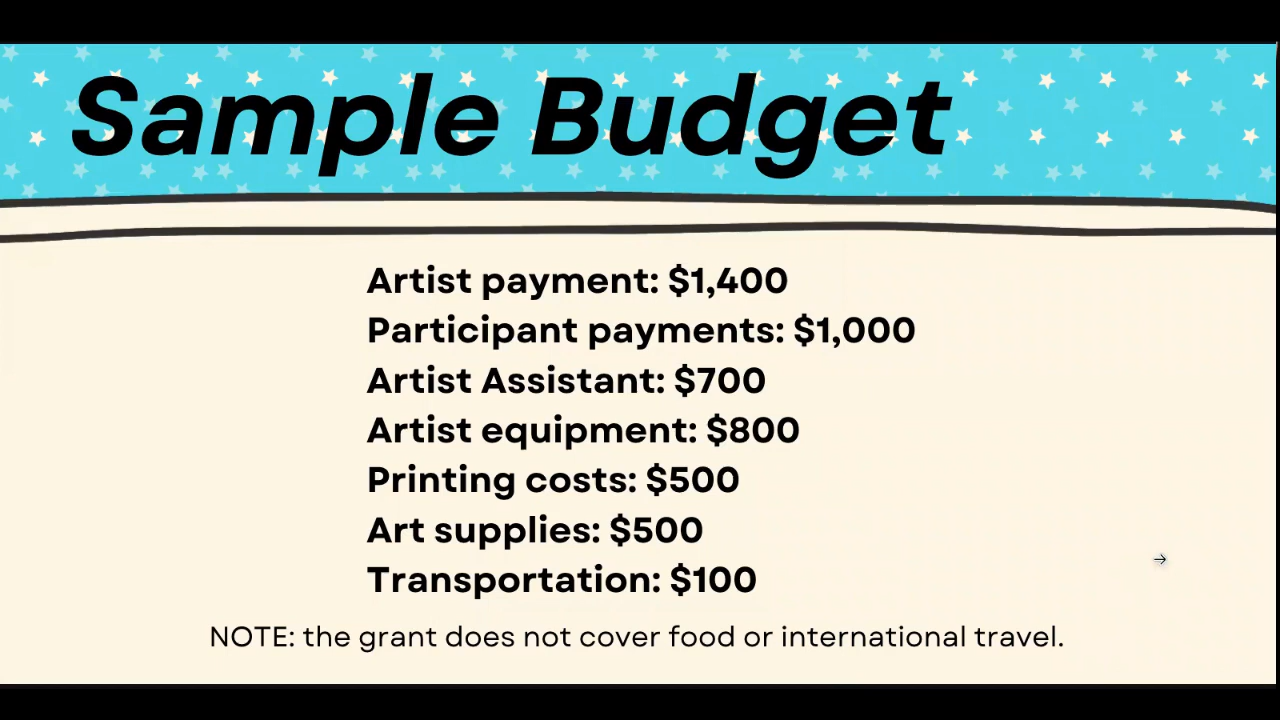 Sample Budget
Artist payment: $1,400
Participant payments: $1,000
Artist Assistant: $700
Artist equipment: $800
Printing costs: $500
Art supplies: $500
Transportation: $100
NOTE: the grant does not cover food or international travel.